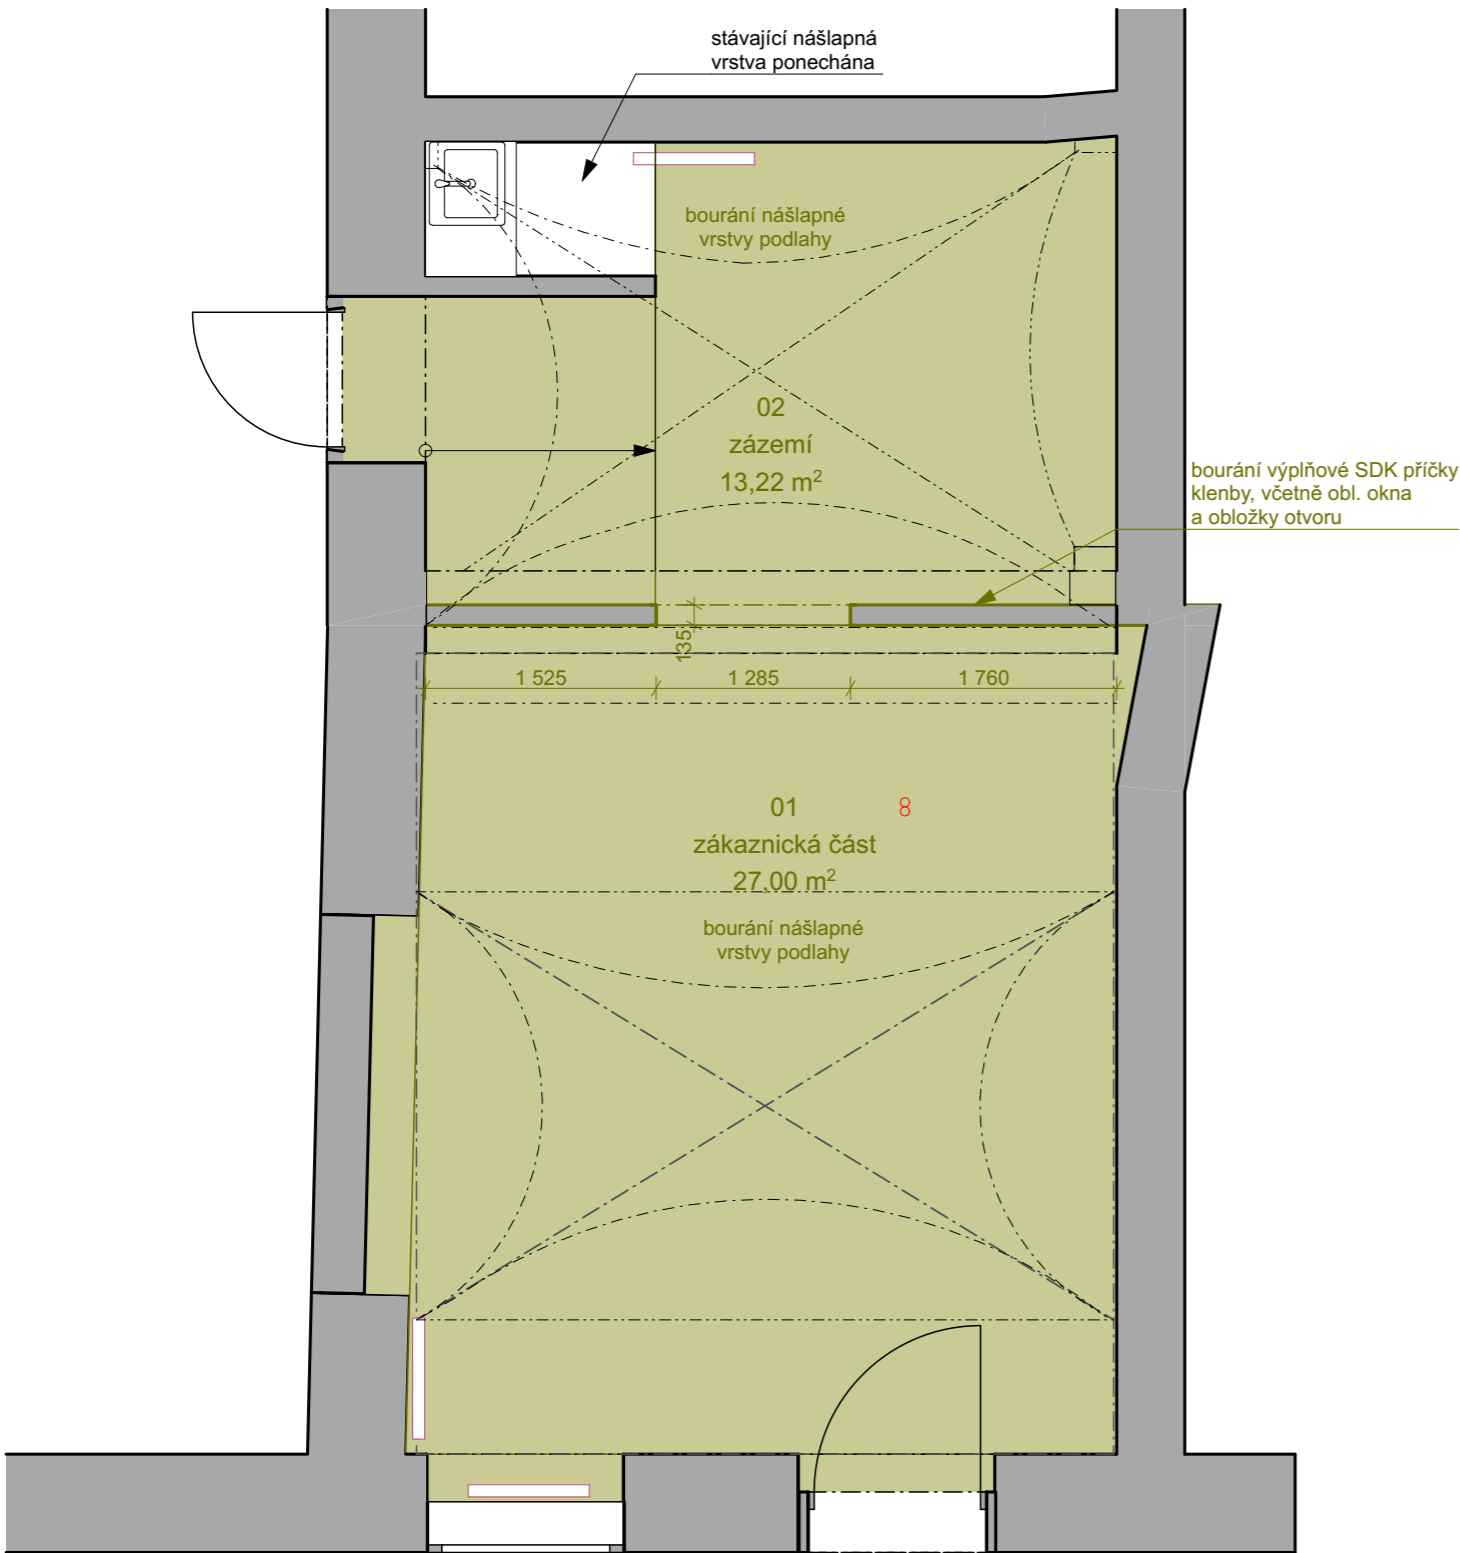 stávající nášlapná
vrstva ponechána
bourání nášlapné
vrstvy podlahy
02
zázemí
13,22 m²
bourání výplňové SDK příčky
klenby, včetně obl. okna
a obložky otvoru
135
1 525
1 285
1 760
01
zákaznická část
27,00 m²
bourání nášlapné
vrstvy podlahy